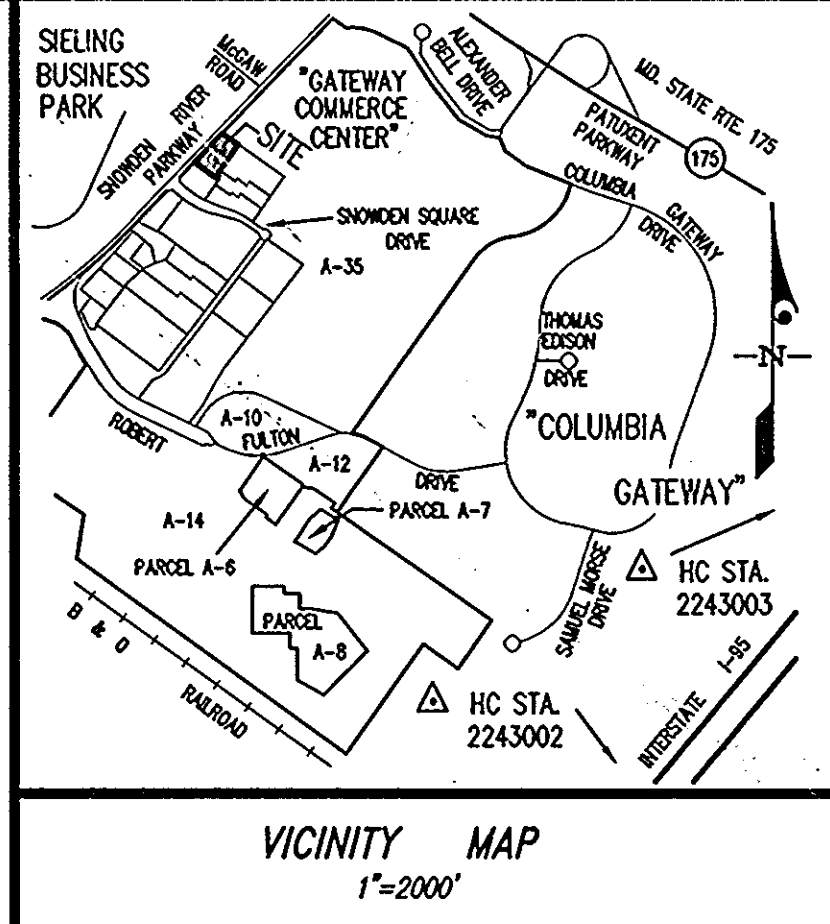 SIELING
BUSINESS
PARK
McGAW
ROAD
SNOWDEN RIVER
PARKWAY
"GATEWAY
COMMERCE
CENTER"
SITE
ALEXANDER
BELL DRIVE
MD. STATE RTE. 175
PATUXENT
PARKWAY
175
COLUMBIA
GATEWAY
DRIVE
SNOWDEN SQUARE
DRIVE
A-35
THOMAS
EDISON
DRIVE
N
"COLUMBIA
GATEWAY"
ROBERT
A-10
FULTON
A-12
DRIVE
PARCEL A-7
A-14
PARCEL A-6
SAMUEL MORSE
DRIVE
HC STA.
2243003
B & O
RAILROAD
PARCEL
A-8
HC STA.
2243002
INTERSTATE I-95
VICINITY MAP
1"=2000'